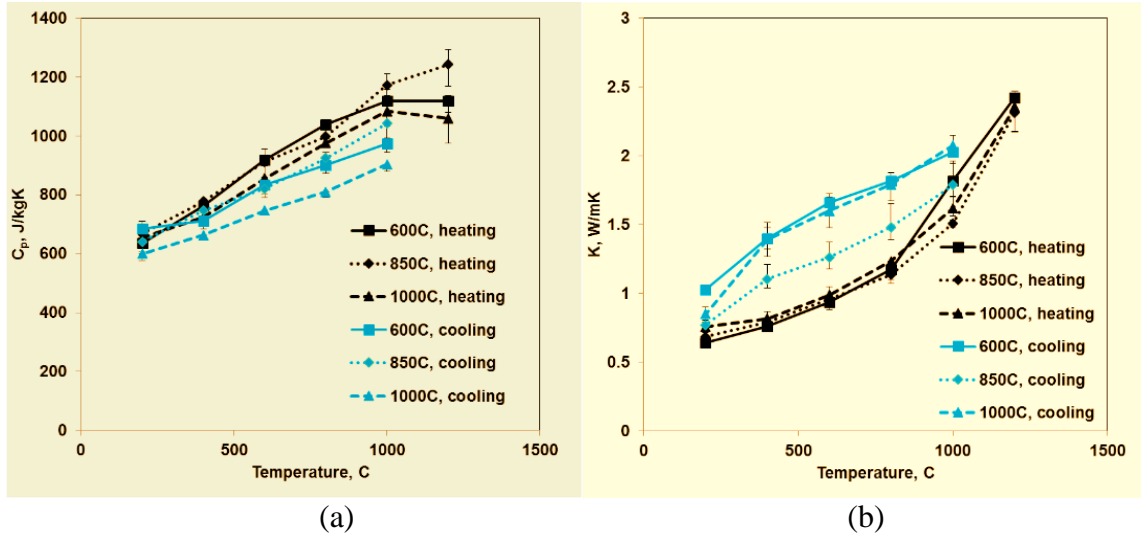 1400
1200
1000
800
600
400
200
0
Cp, J/kgK
600C, heating
850C, heating
1000C, heating
600C, cooling
850C, cooling
1000C, cooling
0 500 1000 1500
Temperature, C
(a)
3
2.5
2
1.5
1
0.5
0
K, W/mK
600C, heating
850C, heating
1000C, heating
600C, cooling
850C, cooling
1000C, cooling
0 500 1000 1500
Temperature, C
(b)